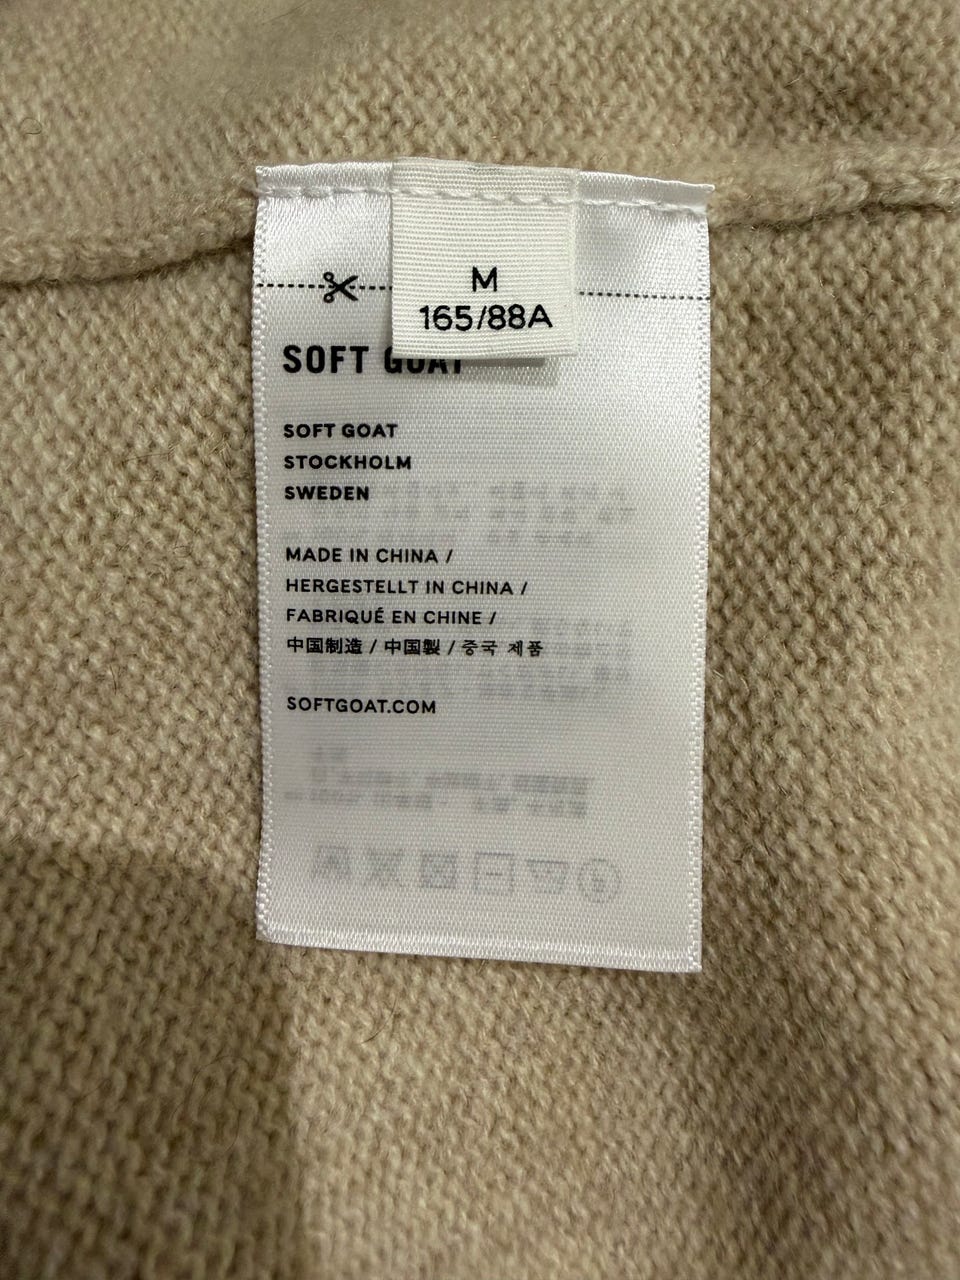 M
165/88A
SOFT GOAT
SOFT GOAT
STOCKHOLM
SWEDEN
MADE IN CHINA /
HERGESTELLT IN CHINA /
FABRIQUÉ EN CHINE /
中国制造 / 中国製 / 중국 제품
SOFTGOAT.COM